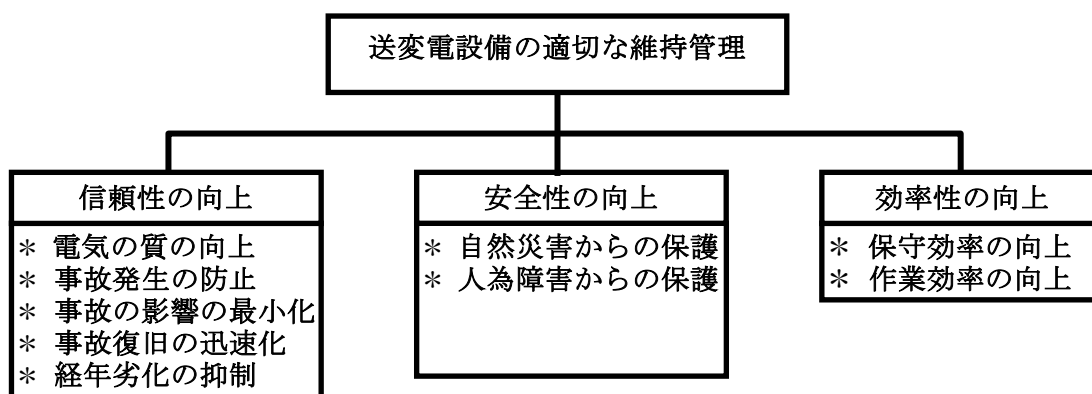 送変電設備の適切な維持管理
信頼性の向上
＊ 電気の質の向上
＊ 事故発生の防止
＊ 事故の影響の最小化
＊ 事故復旧の迅速化
＊ 経年劣化の抑制
安全性の向上
＊ 自然災害からの保護
＊ 人為障害からの保護
効率性の向上
＊ 保守効率の向上
＊ 作業効率の向上